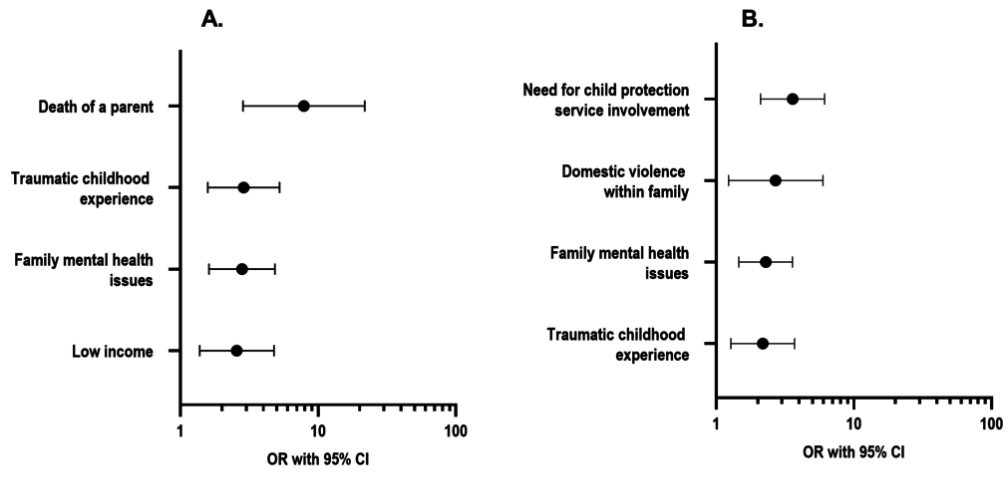 A.
Death of a parent
Traumatic childhood
experience
Family mental health
issues
Low income
1
10
100
OR with 95% CI
B.
Need for child protection
service involvement
Domestic violence
within family
Family mental health
issues
Traumatic childhood
experience
1
10
100
OR with 95% CI